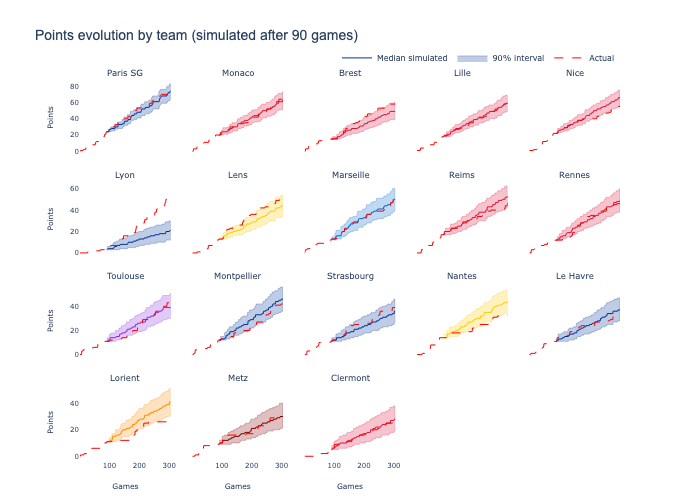 Points evolution by team (simulated after 90 games)
Median simulated 90% interval Actual
Paris SG Monaco Brest Lille Nice
80
60
40
20
0
Points
Lyon Lens Marseille Reims Rennes
60
40
20
0
Points
Toulouse Montpellier Strasbourg Nantes Le Havre
40
20
0
Points
Lorient Metz Clermont
40
20
0
Points
100 200 300 100 200 300 100 200 300
Games Games Games